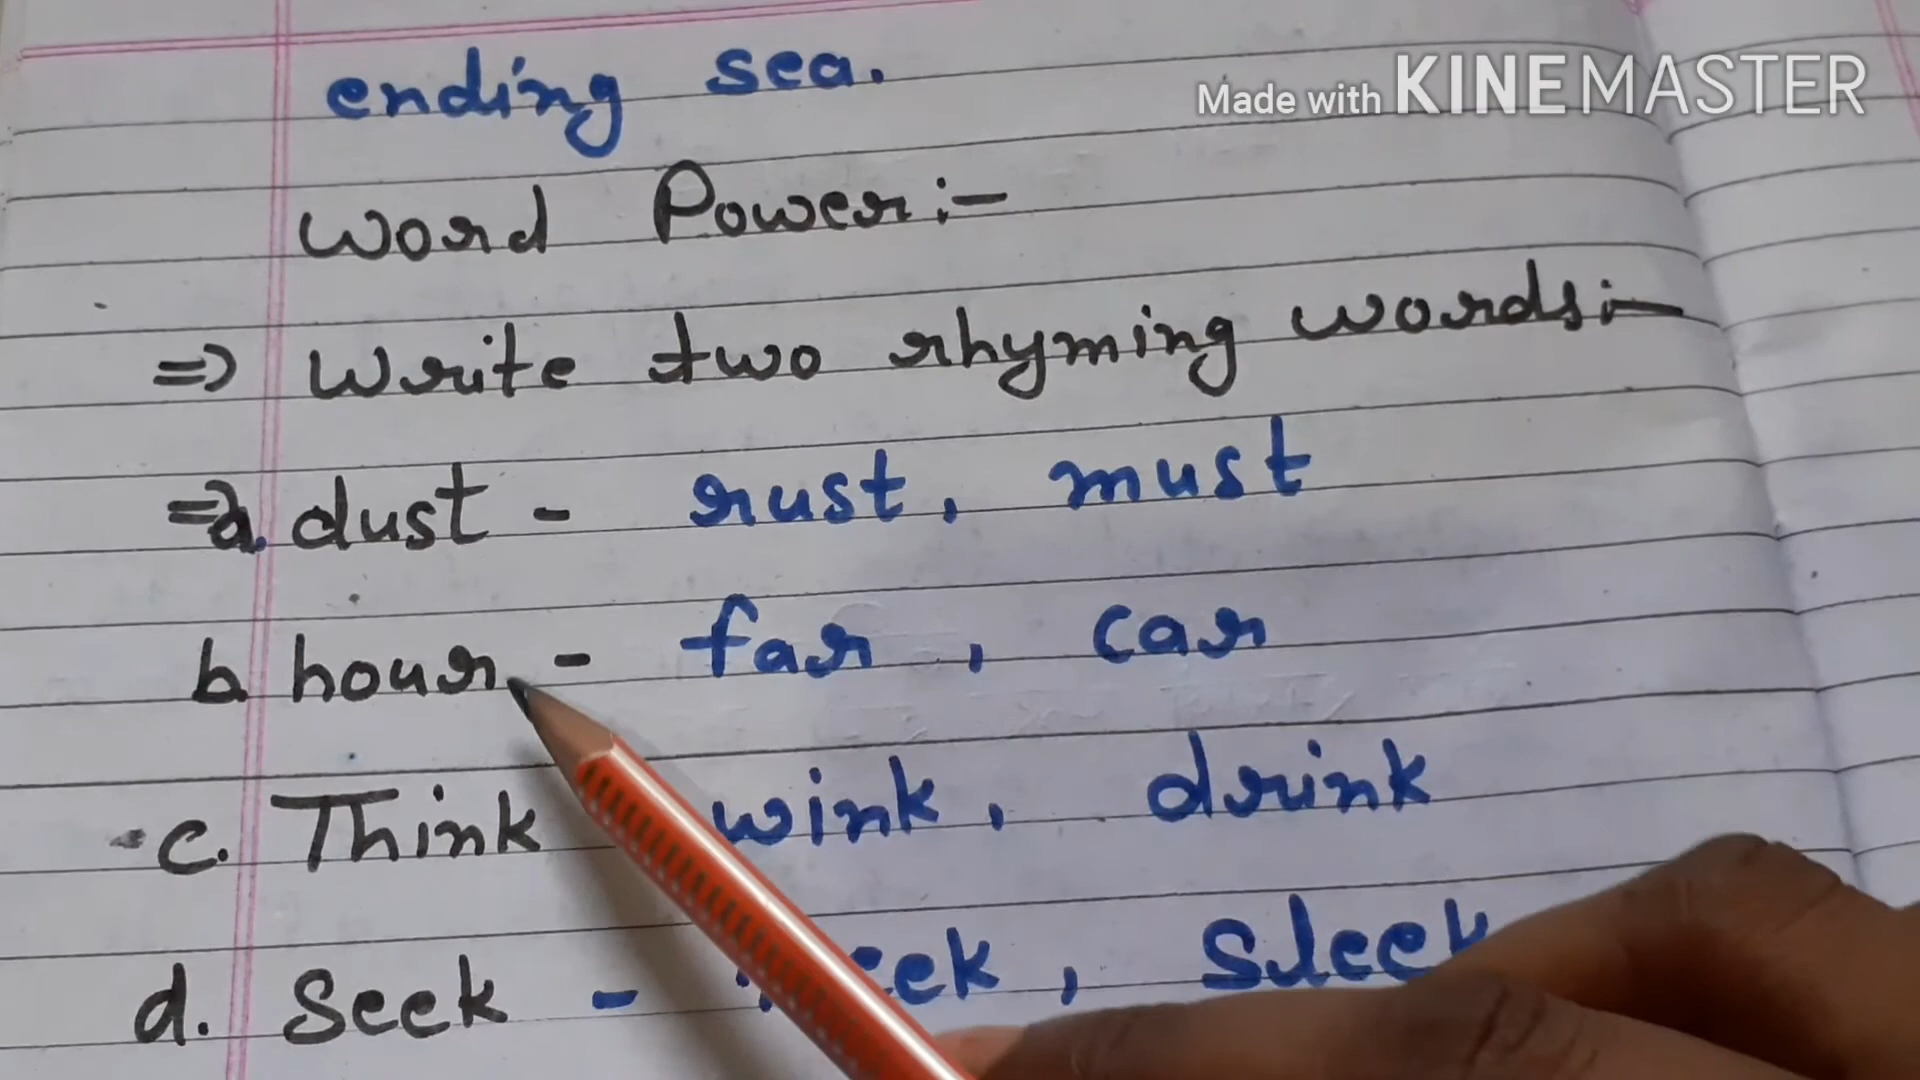 ending sea.
Made with KINEMASTER
Word Power:-
=> Write two rhyming words:-
=> a. dust - rust, must
b. hour - far, car
c. Think wink, drink
d. Seek - sleek